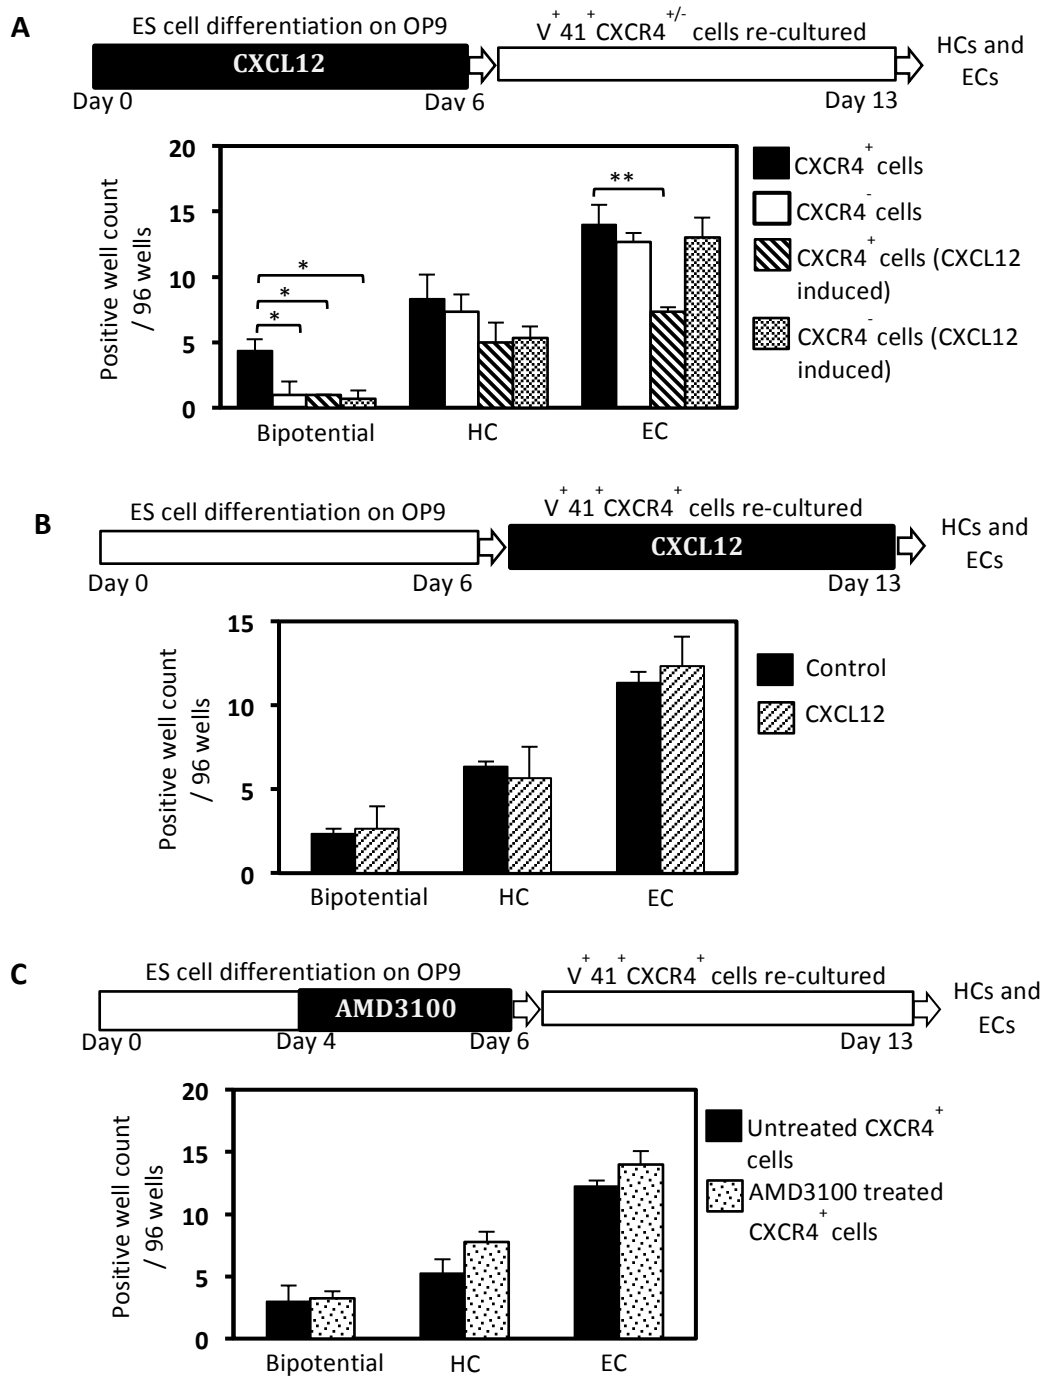 A
ES cell differentiation on OP9
V+41+CXCR4+/- cells re-cultured
CXCL12
HCs and
ECs
Day 0
Day 6
Day 13
Positive well count
/ 96 wells
20
15
10
5
0
*
*
*
**
Bipotential
HC
EC
CXCR4+ cells
CXCR4- cells
CXCR4+ cells (CXCL12
induced)
CXCR4- cells (CXCL12
induced)
B
ES cell differentiation on OP9
V+41+CXCR4+ cells re-cultured
CXCL12
HCs and
ECs
Day 0
Day 6
Day 13
Positive well count
/ 96 wells
15
10
5
0
Bipotential
HC
EC
Control
CXCL12
C
ES cell differentiation on OP9
V+41+CXCR4+ cells re-cultured
AMD3100
HCs and
ECs
Day 0
Day 4
Day 6
Day 13
Positive well count
/ 96 wells
20
15
10
5
0
Bipotential
HC
EC
Untreated CXCR4+
cells
AMD3100 treated
CXCR4+ cells